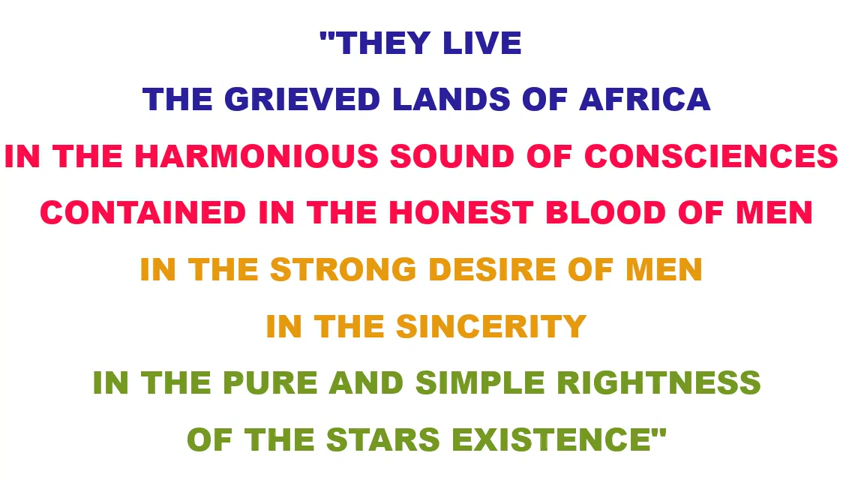 "THEY LIVE
THE GRIEVED LANDS OF AFRICA
IN THE HARMONIOUS SOUND OF CONSCIENCES
CONTAINED IN THE HONEST BLOOD OF MEN
IN THE STRONG DESIRE OF MEN
IN THE SINCERITY
IN THE PURE AND SIMPLE RIGHTNESS
OF THE STARS EXISTENCE"